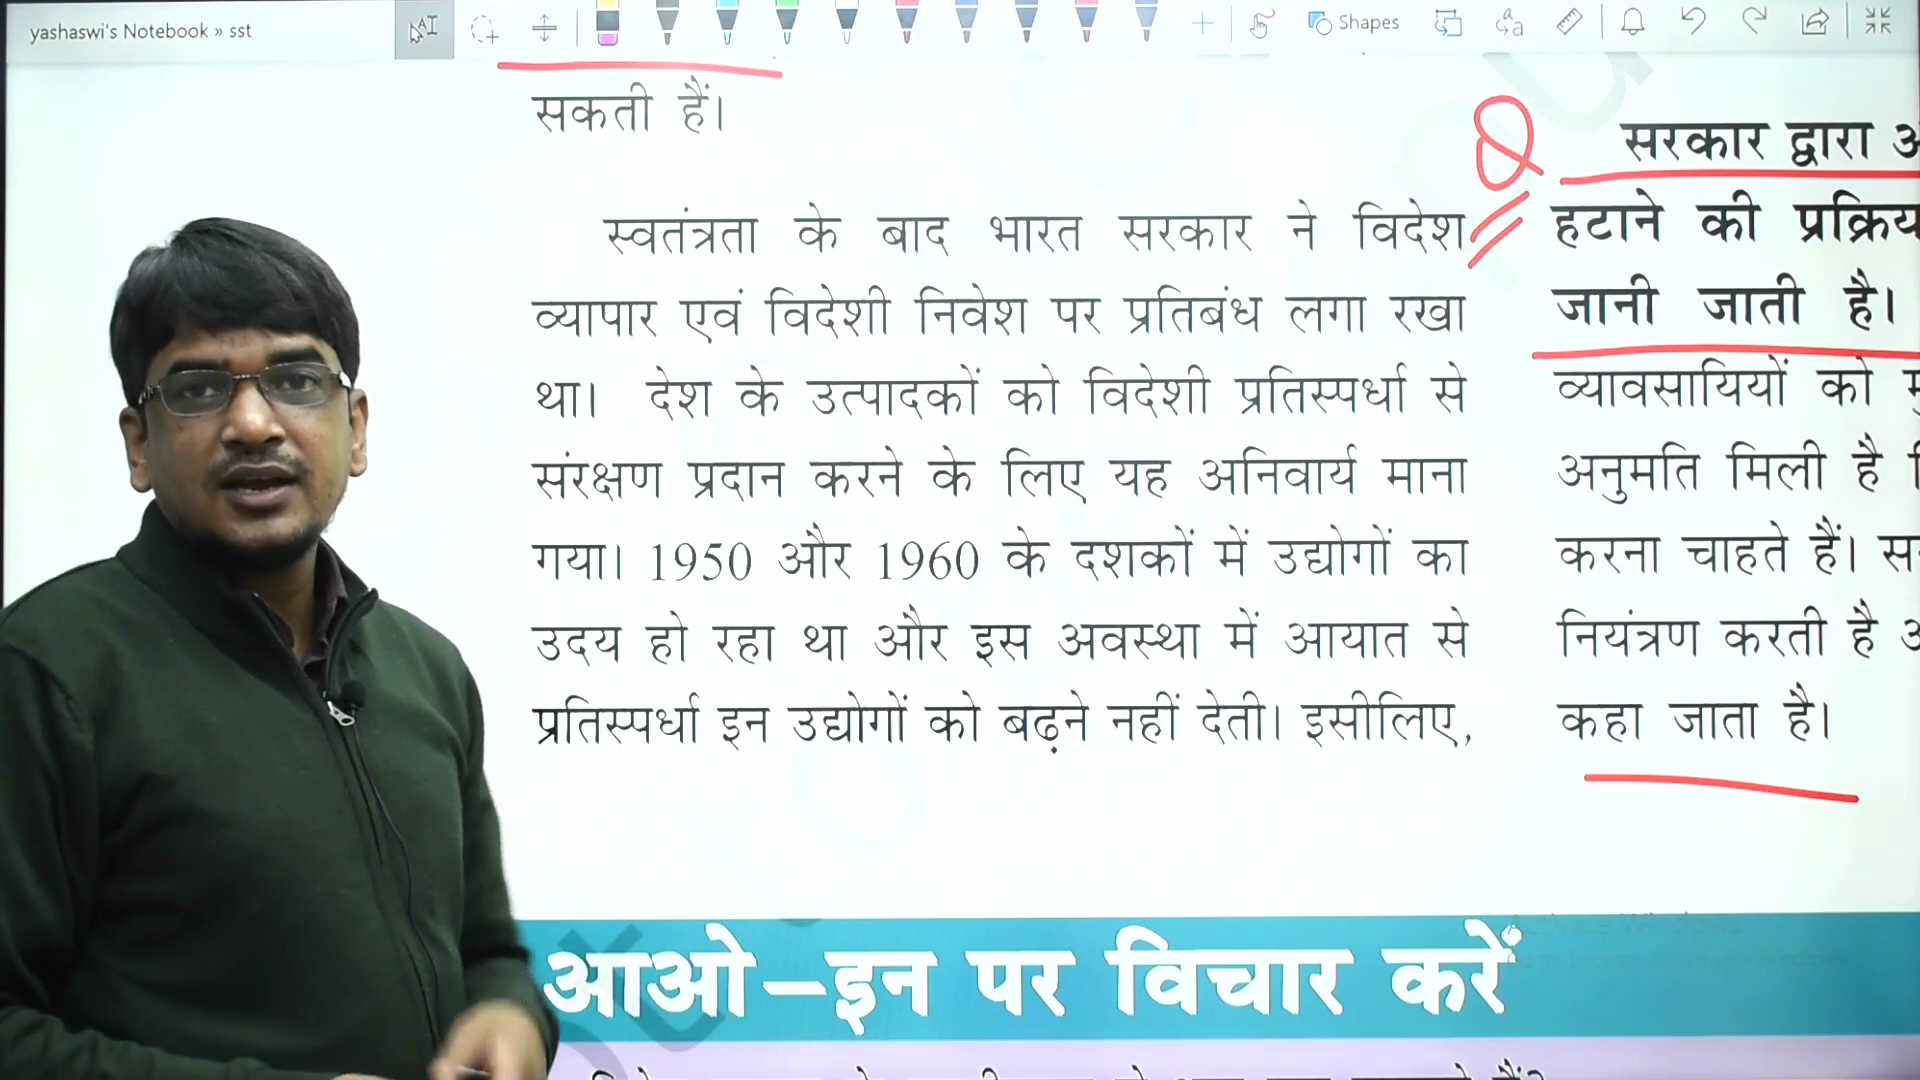 yashaswi's Notebook » sst
Shapes
सकती हैं।
स्वतंत्रता के बाद भारत सरकार ने विदेश
व्यापार एवं विदेशी निवेश पर प्रतिबंध लगा रखा
था। देश के उत्पादकों को विदेशी प्रतिस्पर्धा से
संरक्षण प्रदान करने के लिए यह अनिवार्य माना
गया। 1950 और 1960 के दशकों में उद्योगों का
उदय हो रहा था और इस अवस्था में आयात से
प्रतिस्पर्धा इन उद्योगों को बढ़ने नहीं देती। इसीलिए,
Q
सरकार द्वारा
हटाने की
जानी जाती है।
व्यावसायियों को
अनुमति मिली है
करना चाहते हैं।
नियंत्रण करती है
कहा जाता है।
आओ–इन पर विचार करें